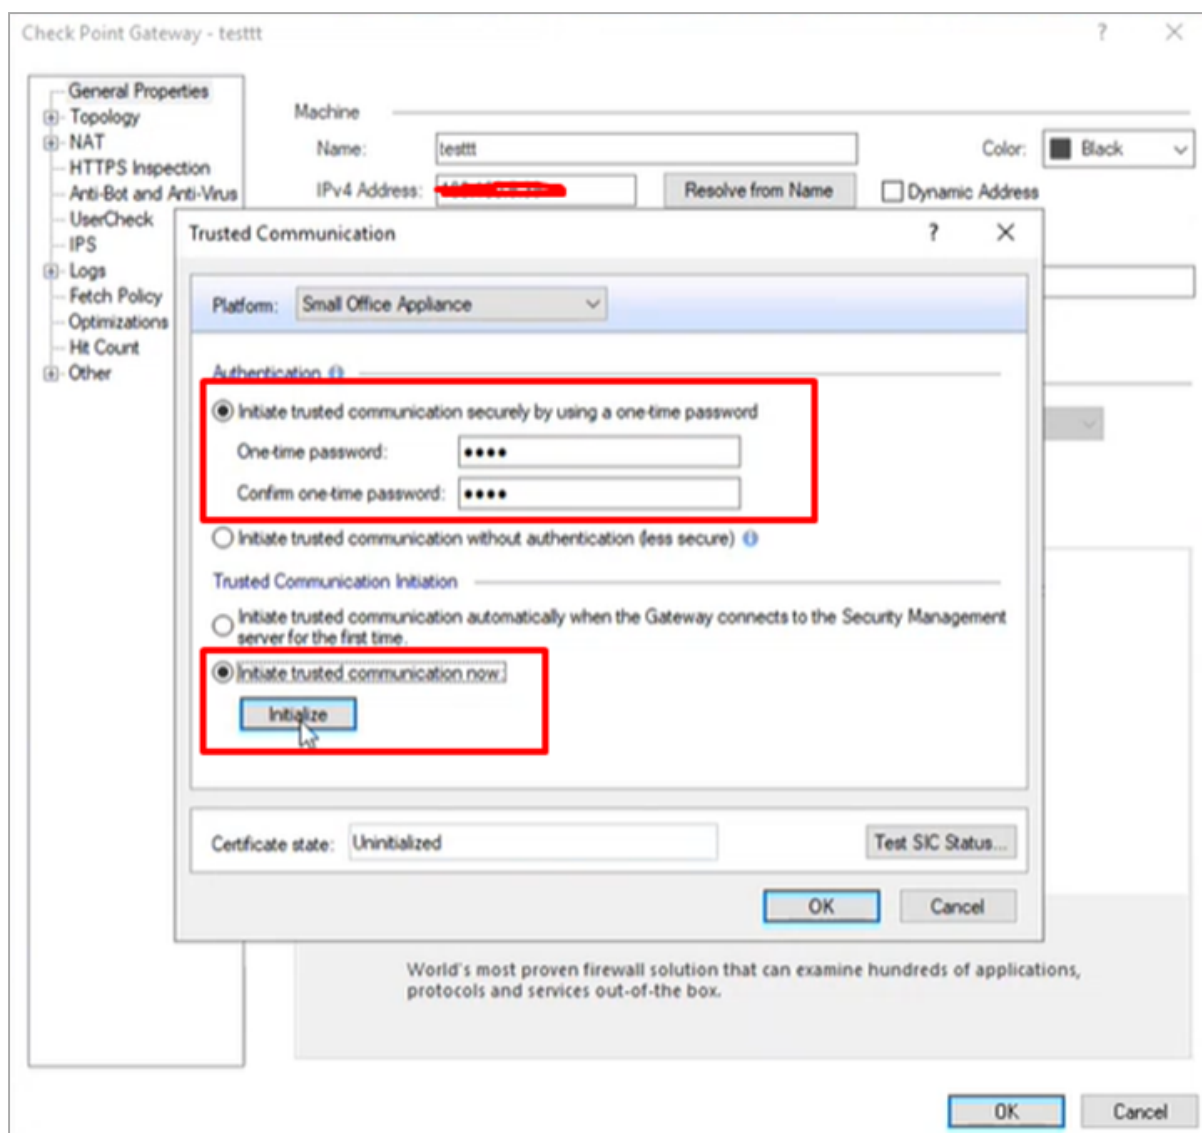 Check Point Gateway - testtt
?
General Properties
Topology
NAT
HTTPS Inspection
Anti-Bot and Anti-Virus
UserCheck
IPS
Logs
Fetch Policy
Optimizations
Hit Count
Other
Machine
Name: testtt Color: Black
IPv4 Address: Resolve from Name Dynamic Address
Trusted Communication
?
Platform: Small Office Appliance
Authentication
Initiate trusted communication securely by using a one-time password
One-time password: ••••
Confirm one-time password: ••••
Initiate trusted communication without authentication (less secure)
Trusted Communication Initiation
Initiate trusted communication automatically when the Gateway connects to the Security Management
server for the first time.
Initiate trusted communication now:
Initialize
Certificate state: Uninitialized Test SIC Status...
OK Cancel
World's most proven firewall solution that can examine hundreds of applications,
protocols and services out-of-the box.
OK Cancel